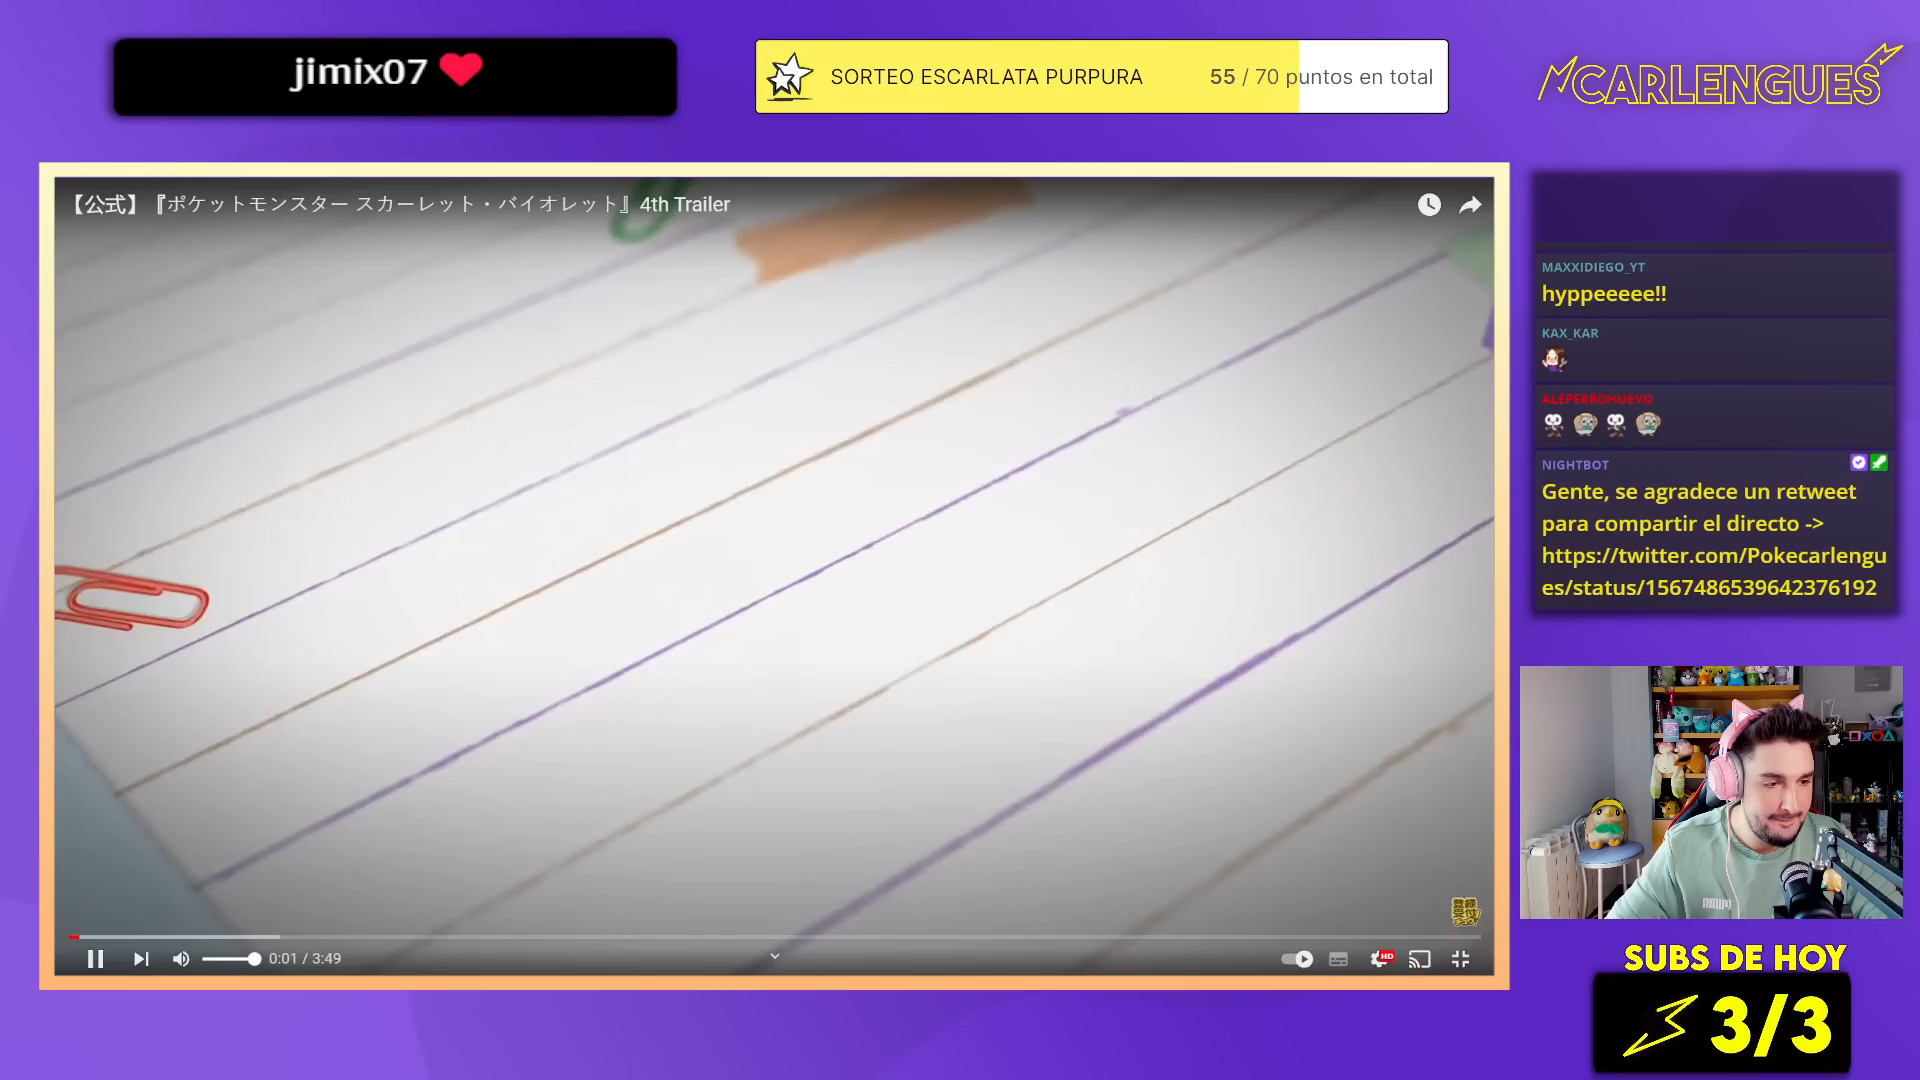 jimix07
SORTEO ESCARLATA PURPURA
55 / 70 puntos en total
CARLENGUES
【公式】『ポケットモンスター スカーレット・バイオレット』4th Trailer
MAXXIDIEGO_YT
hyppeeeee!!
KAX_KAR
ALEPERROHUEVO
NIGHTBOT
Gente, se agradece un retweet
para compartir el directo ->
https://twitter.com/Pokecarlengu
es/status/1567486539642376192
0:01 / 3:49
HD
SUBS DE HOY
3/3